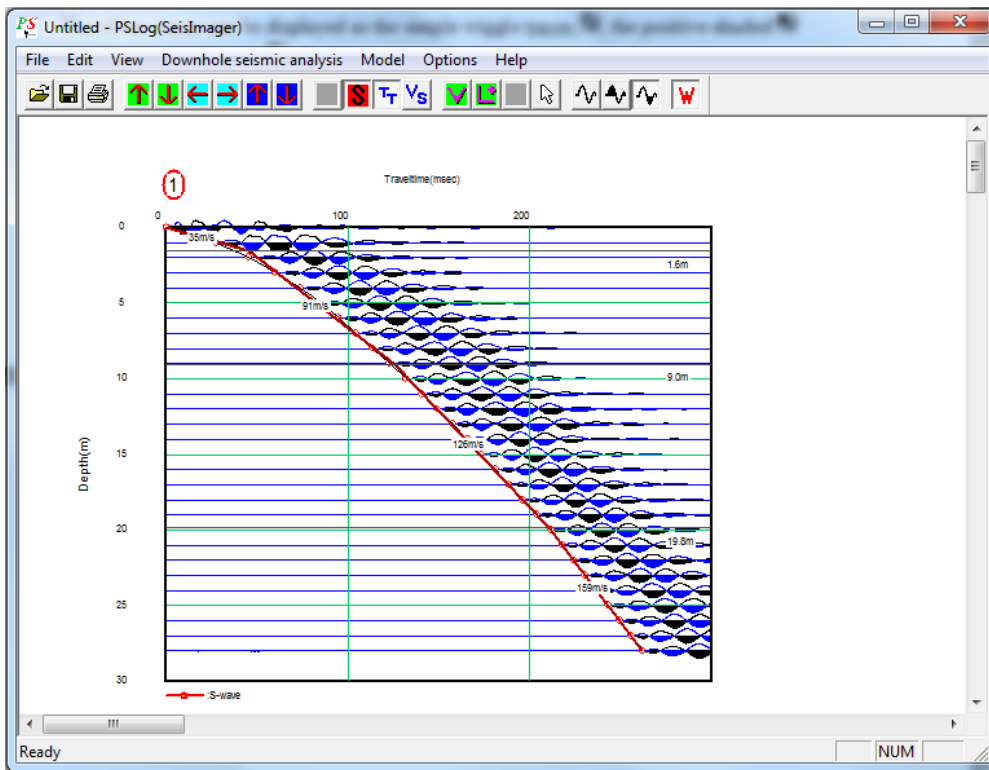 Untitled - PSLog(SeisImager)
File Edit View Downhole seismic analysis Model Options Help
S TT VS W
1
Traveltime(msec)
0 100 200
0
35m/s
1.6m
5
91m/s
10
9.0m
Depth(m)
126m/s
15
20
19.8m
159m/s
25
30
:S-wave
Ready
NUM